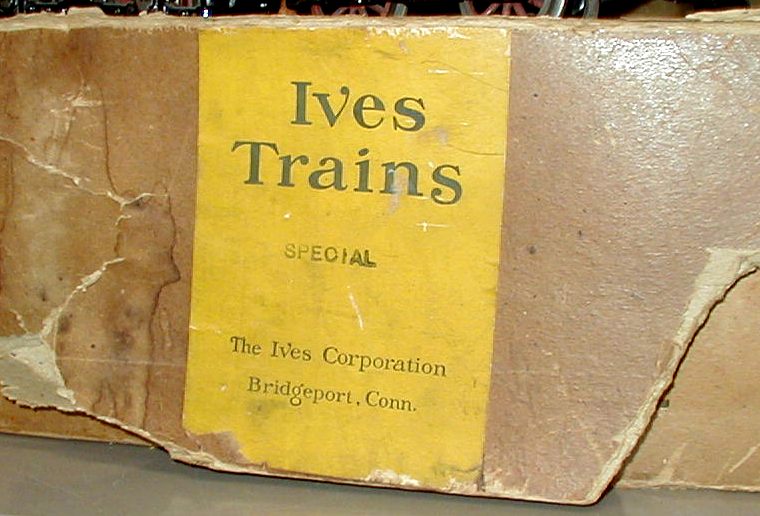 Ives
Trains
SPECIAL
The Ives Corporation
Bridgeport, Conn.